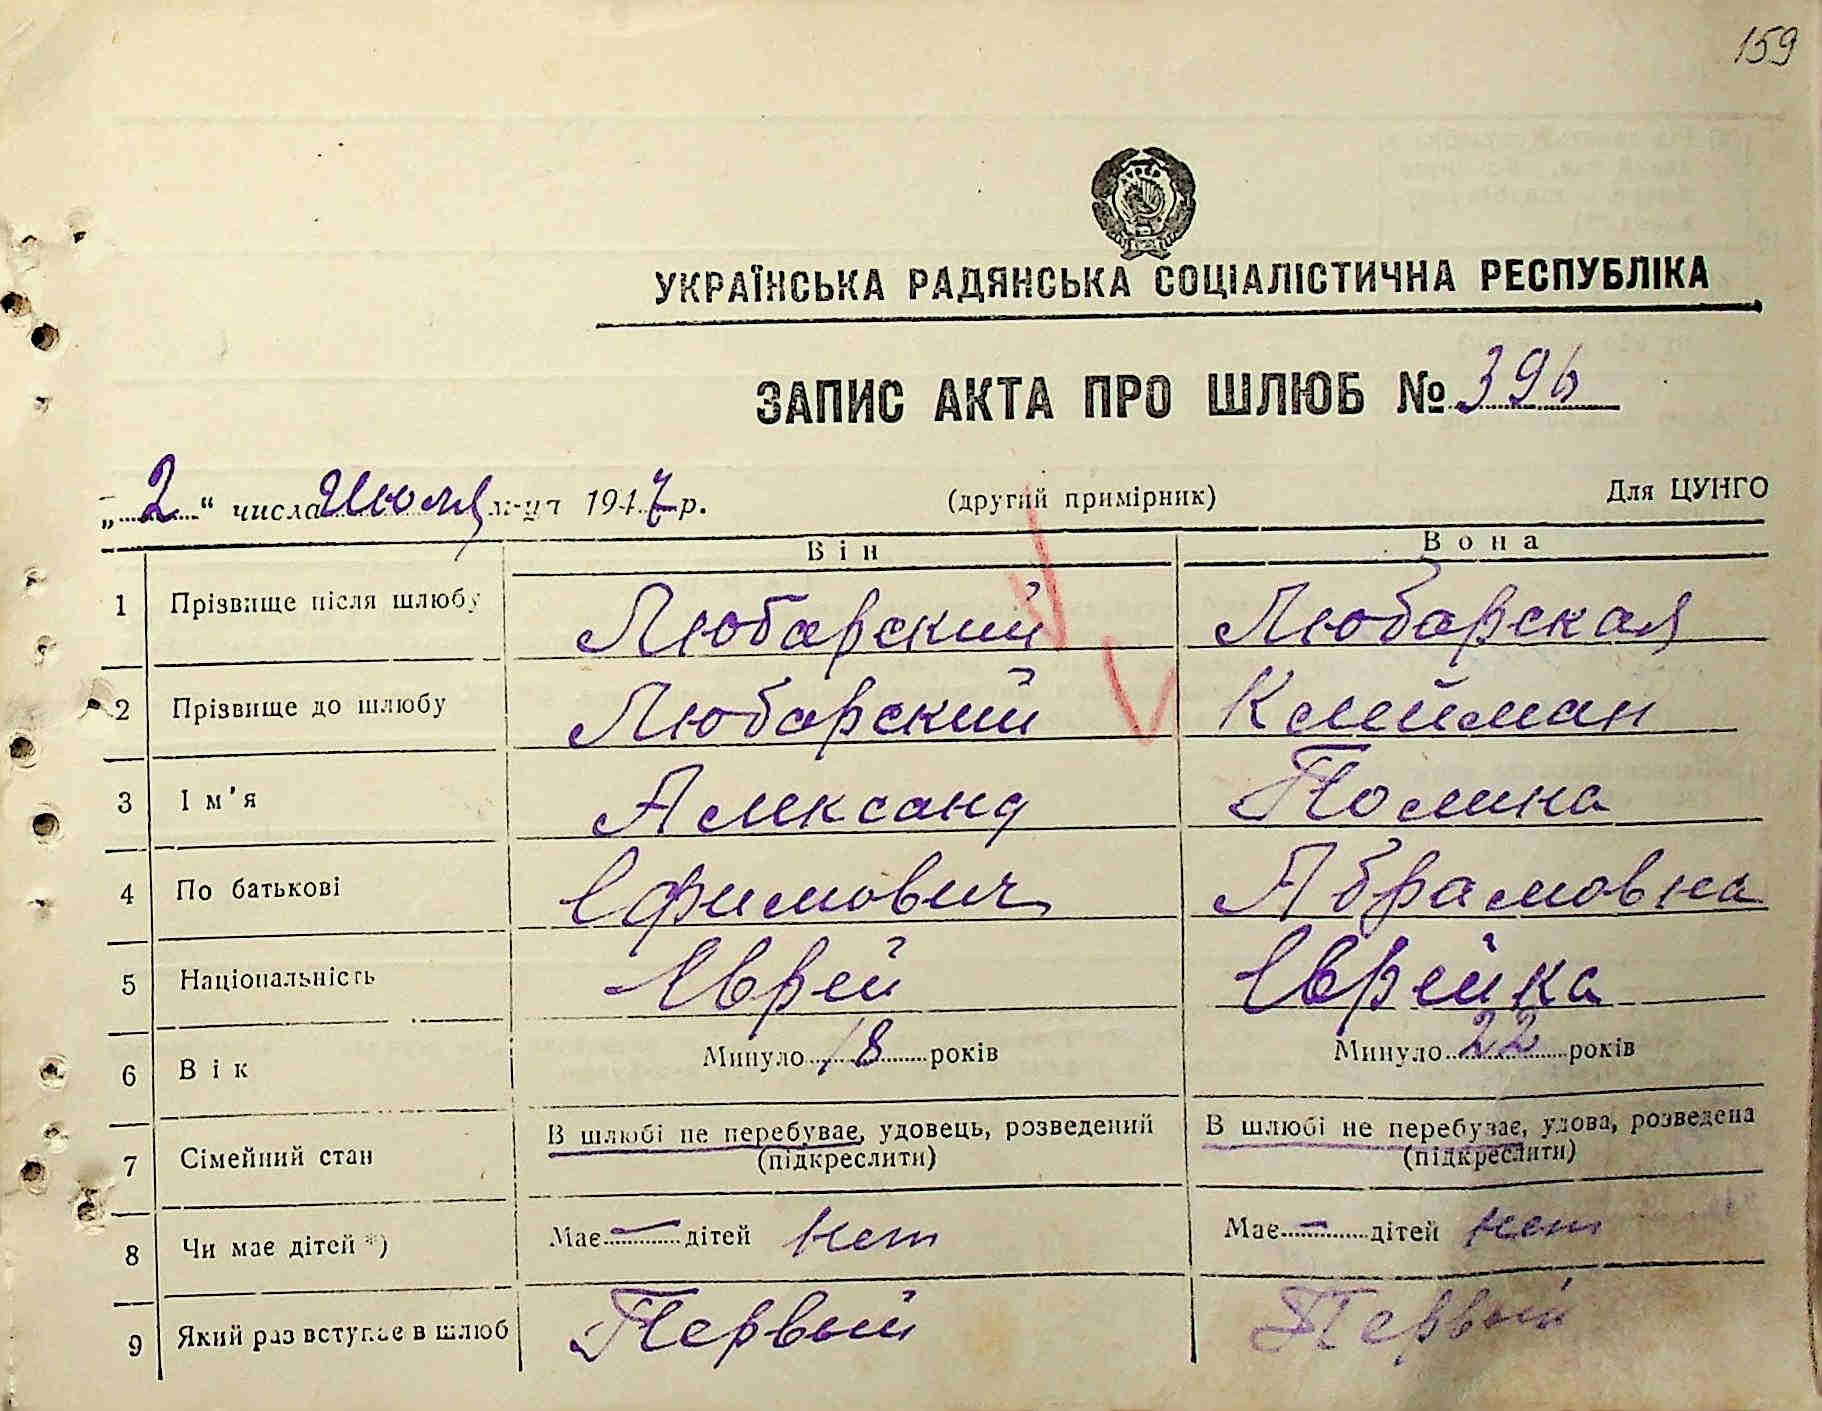 159
УРСР
УКРАЇНСЬКА РАДЯНСЬКА СОЦІАЛІСТИЧНА РЕСПУБЛІКА
ЗАПИС АКТА ПРО ШЛЮБ № 396
„ 2 “ числа Июля м-ця 1947 р. (другий примірник) Для ЦУНГО
Він Вона
1 Прізвище після шлюбу Любарский Любарская
2 Прізвище до шлюбу Любарский Клейман
3 Ім'я Александ Полина
4 По батькові Ефимович Абрамовна
5 Національність Еврей Еврейка
6 Вік Минуло 18 років Минуло 22 років
7 Сімейний стан В шлюбі не перебуває, удовець, розведений В шлюбі не перебуває, удова, розведена
(підкреслити) (підкреслити)
8 Чи має дітей *) Має — дітей нет Має — дітей нет
9 Який раз вступає в шлюб Первый Первый